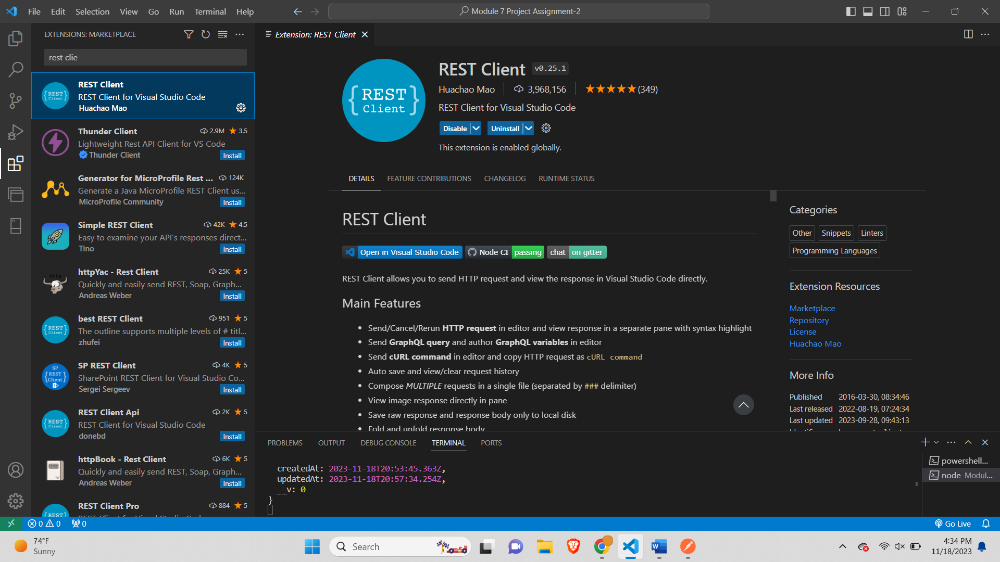 File Edit Selection View Go Run Terminal Help
Module 7 Project Assignment-2
EXTENSIONS: MARKETPLACE
rest clie
REST Client
REST Client for Visual Studio Code
Huachao Mao
Thunder Client 2.9M 3.5
Lightweight Rest API Client for VS Code
Thunder Client Install
Generator for MicroProfile Rest ... 124K
Generate a Java MicroProfile REST Client us...
MicroProfile Community Install
Simple REST Client 42K 4.5
Easy to examine your API's responses direct...
Tino Install
httpYac - Rest Client 25K 5
Quickly and easily send REST, Soap, Graph...
Andreas Weber Install
best REST Client 951 5
The outline supports multiple levels of # titl...
zhufei Install
SP REST Client 4K 5
SharePoint REST Client for Visual Studio Co...
Sergei Sergeev Install
REST Client Api 2K 5
REST Client for Visual Studio Code
donebd Install
httpBook - Rest Client 6K 5
Quickly and easily send REST, Soap, Graph...
Andreas Weber Install
REST Client Pro 884 5
Extension: REST Client
{REST
Client}
REST Client v0.25.1
Huachao Mao 3,968,156 ★★★★★(349)
REST Client for Visual Studio Code
Disable Uninstall
This extension is enabled globally.
DETAILS FEATURE CONTRIBUTIONS CHANGELOG RUNTIME STATUS
REST Client
Open in Visual Studio Code Node CI passing chat on gitter
REST Client allows you to send HTTP request and view the response in Visual Studio Code directly.
Main Features
• Send/Cancel/Rerun HTTP request in editor and view response in a separate pane with syntax highlight
• Send GraphQL query and author GraphQL variables in editor
• Send cURL command in editor and copy HTTP request as cURL command
• Auto save and view/clear request history
• Compose MULTIPLE requests in a single file (separated by ### delimiter)
• View image response directly in pane
• Save raw response and response body only to local disk
• Fold and unfold response body
Categories
Other Snippets Linters
Programming Languages
Extension Resources
Marketplace
Repository
License
Huachao Mao
More Info
Published 2016-03-30, 08:34:46
Last released 2022-08-19, 07:24:34
Last updated 2023-09-28, 09:43:13
PROBLEMS OUTPUT DEBUG CONSOLE TERMINAL PORTS
createdAt: 2023-11-18T20:53:45.363Z,
updatedAt: 2023-11-18T20:57:34.254Z,
__v: 0
}
powershell...
node Modul...
0 0 0 Go Live
74°F
Sunny
Search
4:34 PM
11/18/2023